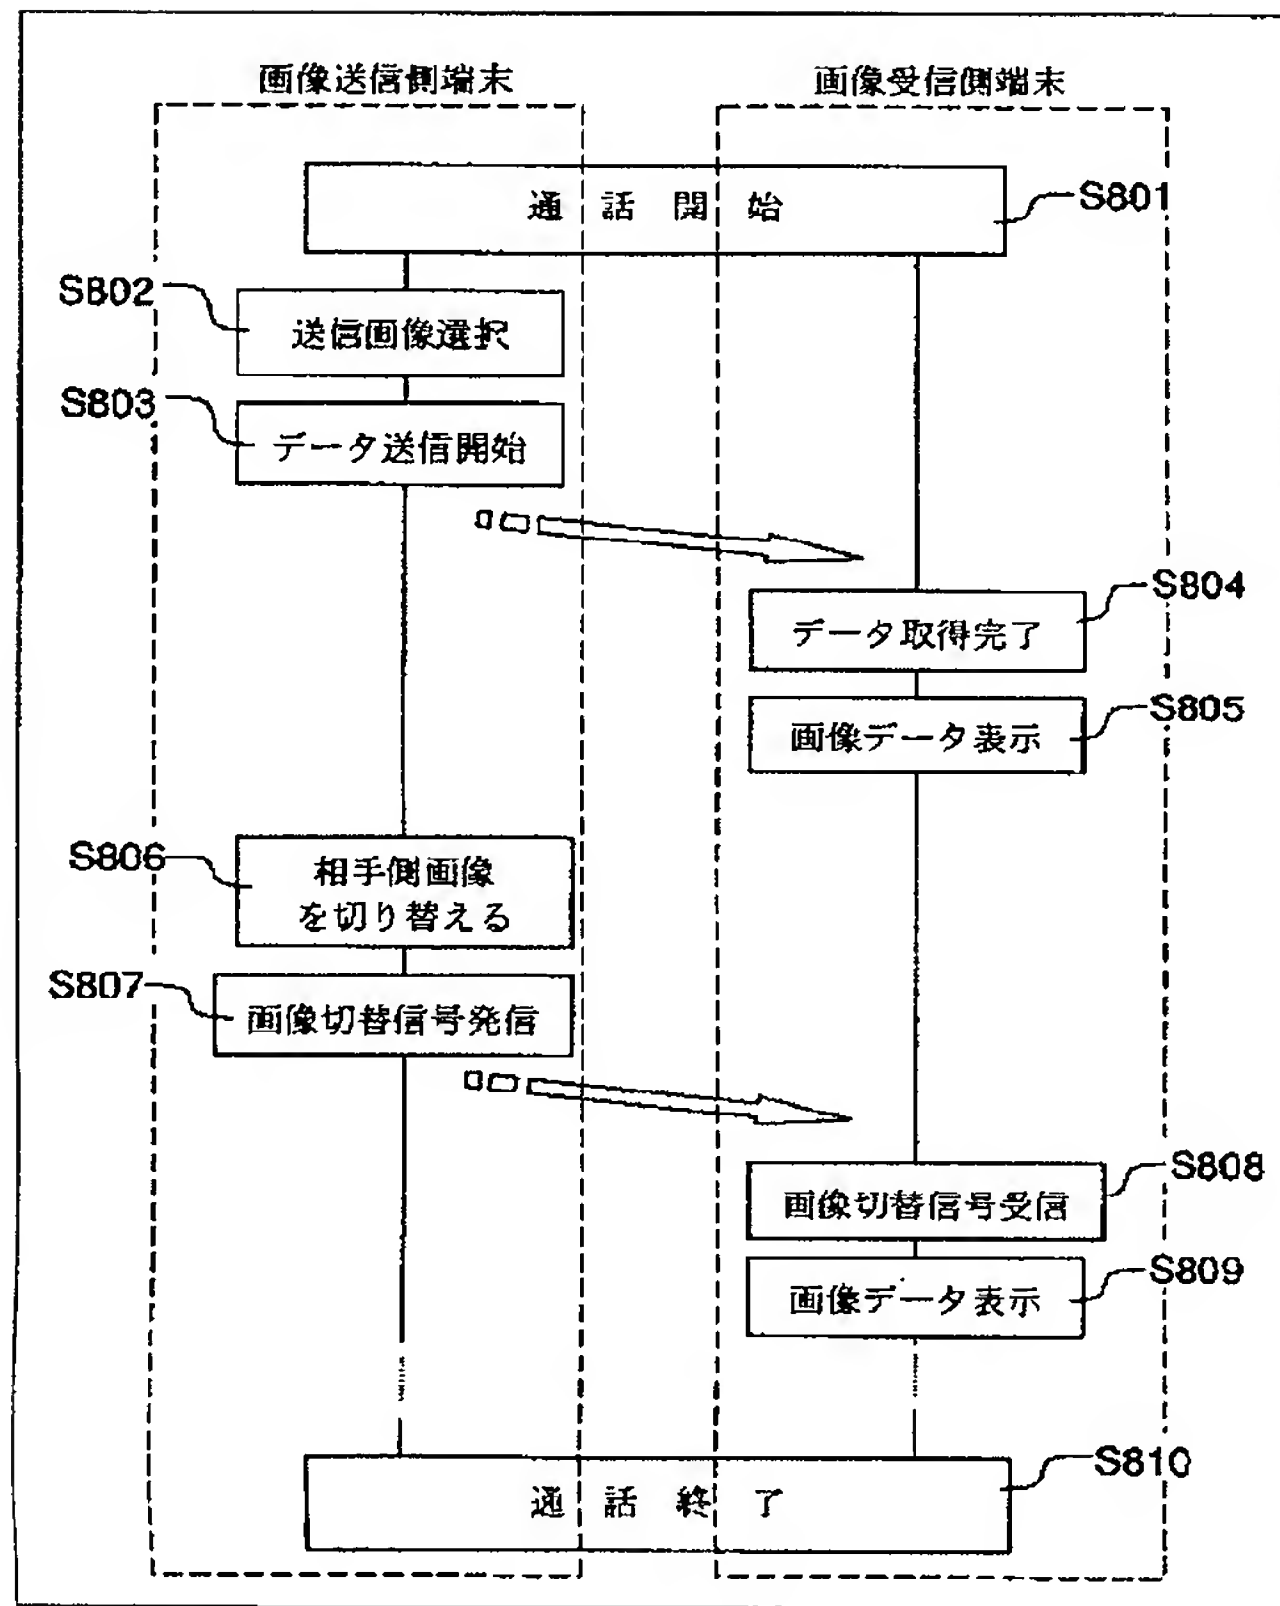 画像送信側端末
画像受信側端末
通話開始
S801
S802
送信画像選択
S803
データ送信開始
S804
データ取得完了
S805
画像データ表示
S806
相手側画像
を切り替える
S807
画像切替信号発信
S808
画像切替信号受信
S809
画像データ表示
S810
通話終了